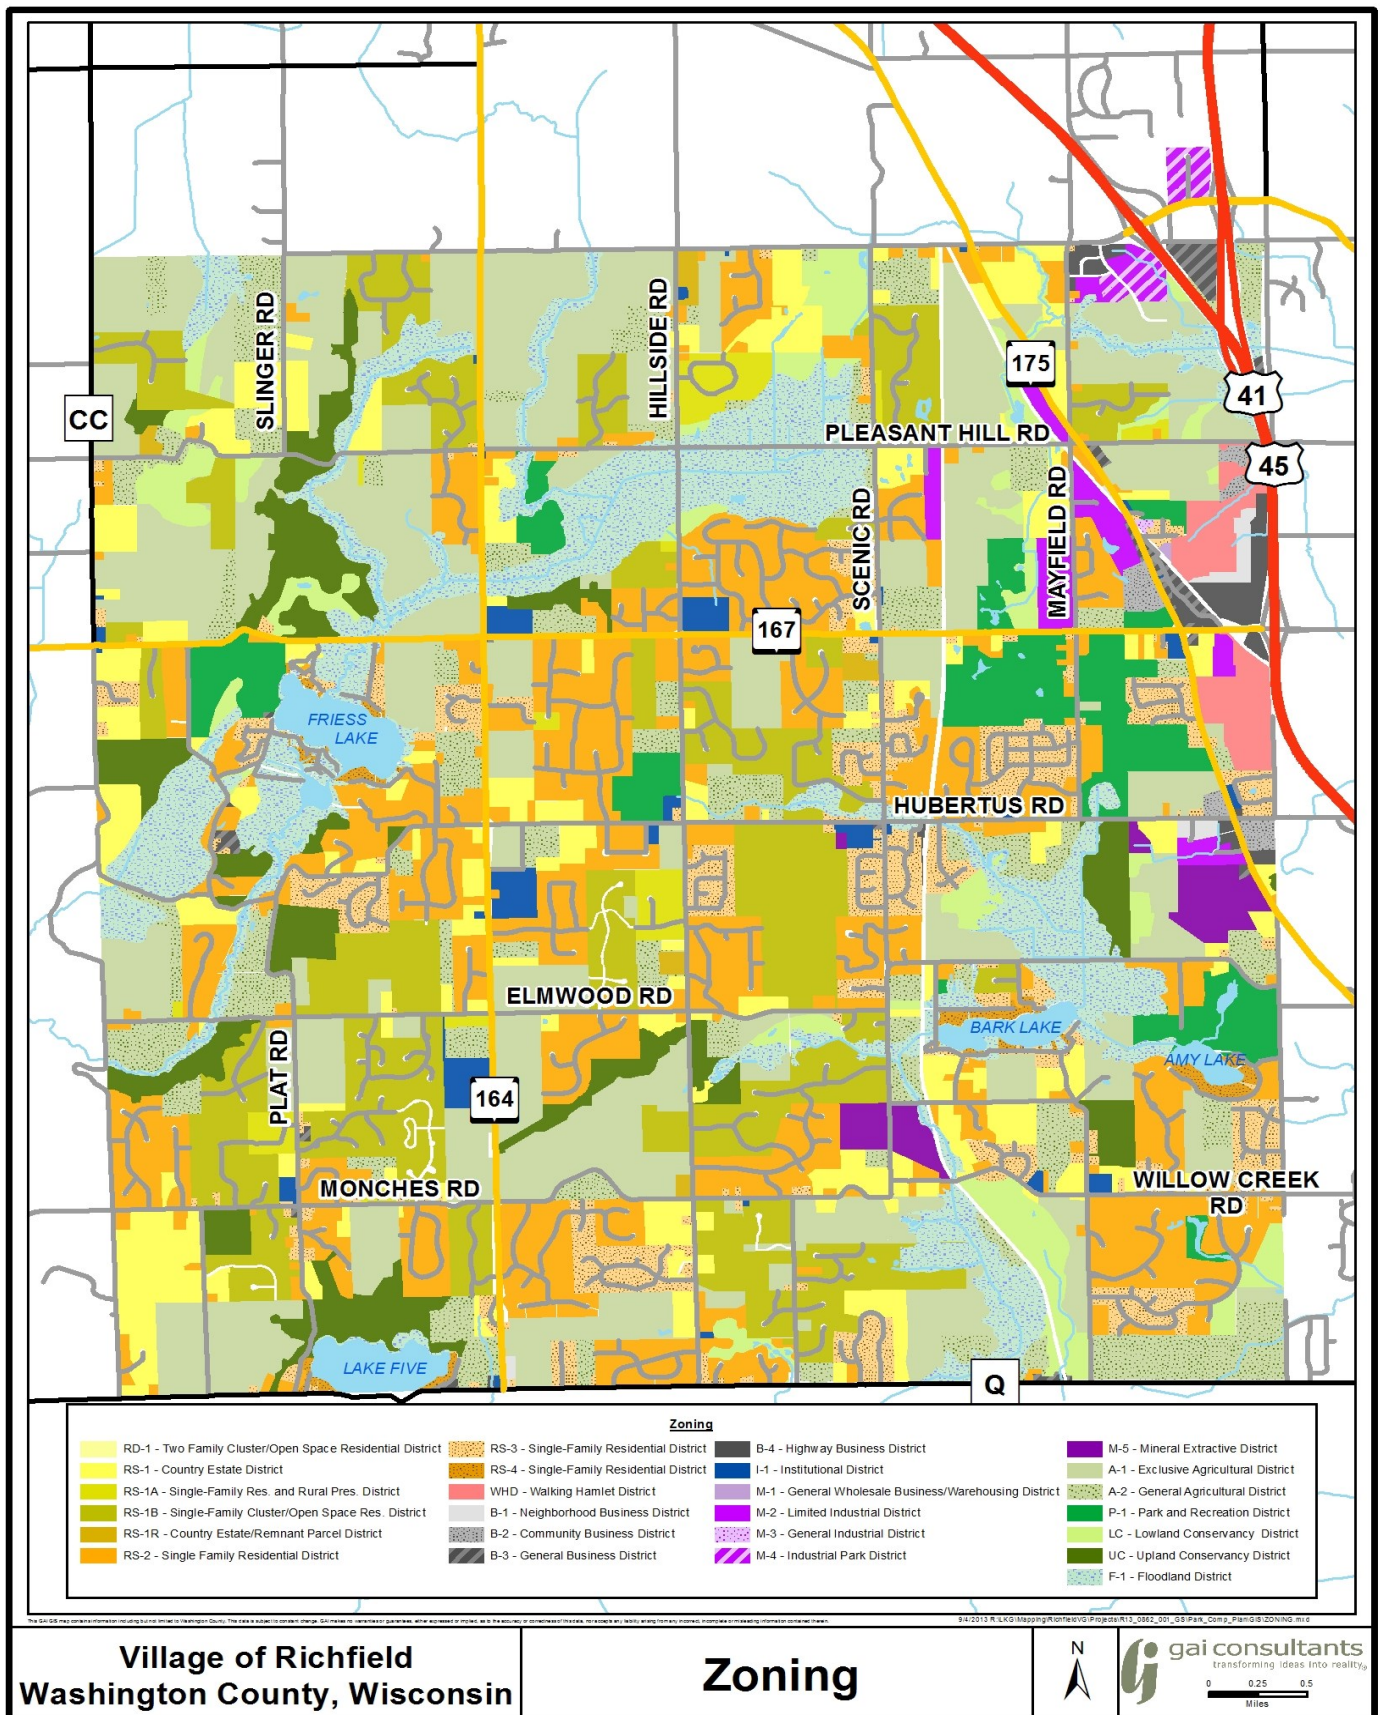 SLINGER RD
HILLSIDE RD
175
41
CC
PLEASANT HILL RD
45
SCENIC RD
MAYFIELD RD
167
FRIESS
LAKE
HUBERTUS RD
ELMWOOD RD
BARK LAKE
AMY LAKE
PLAT RD
164
MONCHES RD
WILLOW CREEK
RD
LAKE FIVE
Q
Zoning
RD-1 - Two Family Cluster/Open Space Residential District
RS-1 - Country Estate District
RS-1A - Single-Family Res. and Rural Pres. District
RS-1B - Single-Family Cluster/Open Space Res. District
RS-1R - Country Estate/Remnant Parcel District
RS-2 - Single Family Residential District
RS-3 - Single-Family Residential District
RS-4 - Single-Family Residential District
WHD - Walking Hamlet District
B-1 - Neighborhood Business District
B-2 - Community Business District
B-3 - General Business District
B-4 - Highway Business District
I-1 - Institutional District
M-1 - General Wholesale Business/Warehousing District
M-2 - Limited Industrial District
M-3 - General Industrial District
M-4 - Industrial Park District
M-5 - Mineral Extractive District
A-1 - Exclusive Agricultural District
A-2 - General Agricultural District
P-1 - Park and Recreation District
LC - Lowland Conservancy District
UC - Upland Conservancy District
F-1 - Floodland District
Village of Richfield
Washington County, Wisconsin
Zoning
N
gai consultants
transforming ideas into reality
0 0.25 0.5
Miles